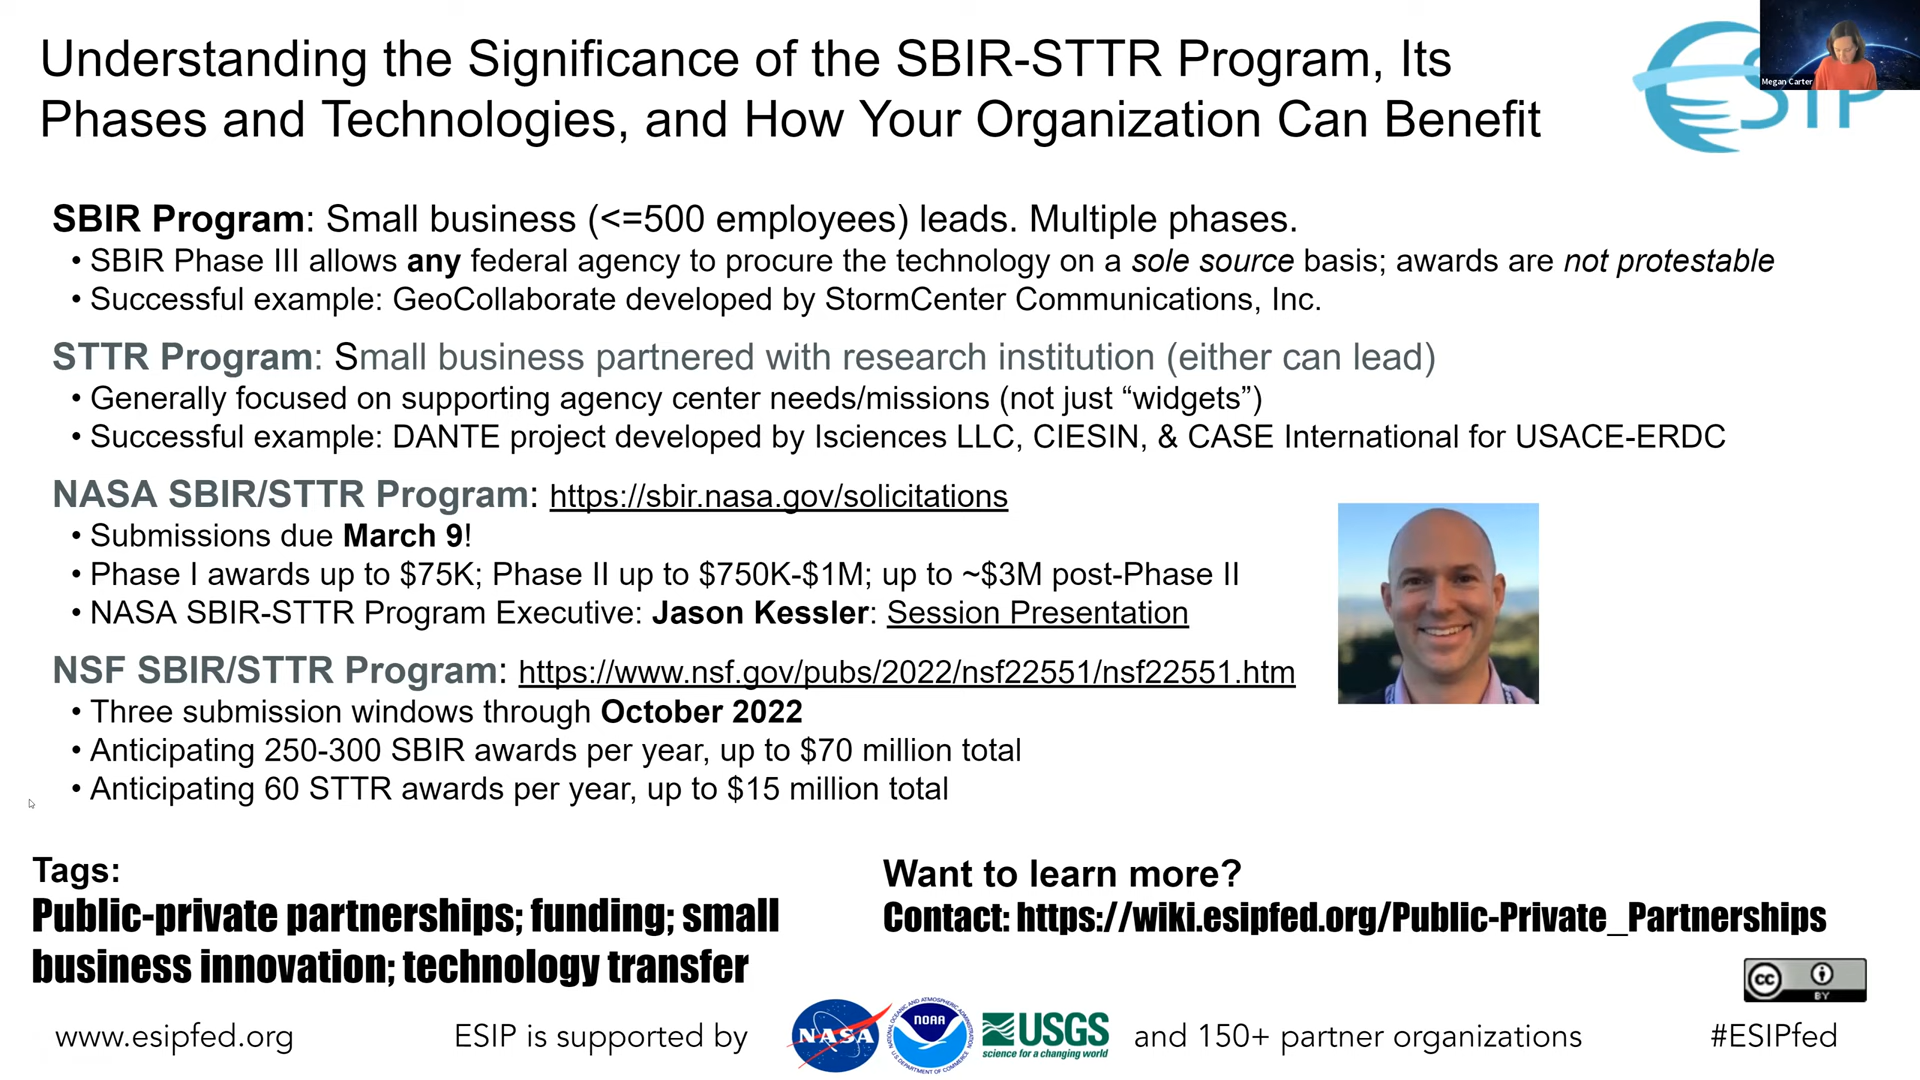 Understanding the Significance of the SBIR-STTR Program, Its
Phases and Technologies, and How Your Organization Can Benefit
ESIP
Megan Carter
SBIR Program: Small business (<=500 employees) leads. Multiple phases.
• SBIR Phase III allows any federal agency to procure the technology on a sole source basis; awards are not protestable
• Successful example: GeoCollaborate developed by StormCenter Communications, Inc.
STTR Program: Small business partnered with research institution (either can lead)
• Generally focused on supporting agency center needs/missions (not just “widgets”)
• Successful example: DANTE project developed by Isciences LLC, CIESIN, & CASE International for USACE-ERDC
NASA SBIR/STTR Program: https://sbir.nasa.gov/solicitations
• Submissions due March 9!
• Phase I awards up to $75K; Phase II up to $750K-$1M; up to ~$3M post-Phase II
• NASA SBIR-STTR Program Executive: Jason Kessler: Session Presentation
NSF SBIR/STTR Program: https://www.nsf.gov/pubs/2022/nsf22551/nsf22551.htm
• Three submission windows through October 2022
• Anticipating 250-300 SBIR awards per year, up to $70 million total
• Anticipating 60 STTR awards per year, up to $15 million total
Tags:
Public-private partnerships; funding; small
business innovation; technology transfer
Want to learn more?
Contact: https://wiki.esipfed.org/Public-Private_Partnerships
cc BY
www.esipfed.org
ESIP is supported by
NASA
NATIONAL OCEANIC AND ATMOSPHERIC ADMINISTRATION
NOAA
U.S. DEPARTMENT OF COMMERCE
USGS
science for a changing world
and 150+ partner organizations
#ESIPfed